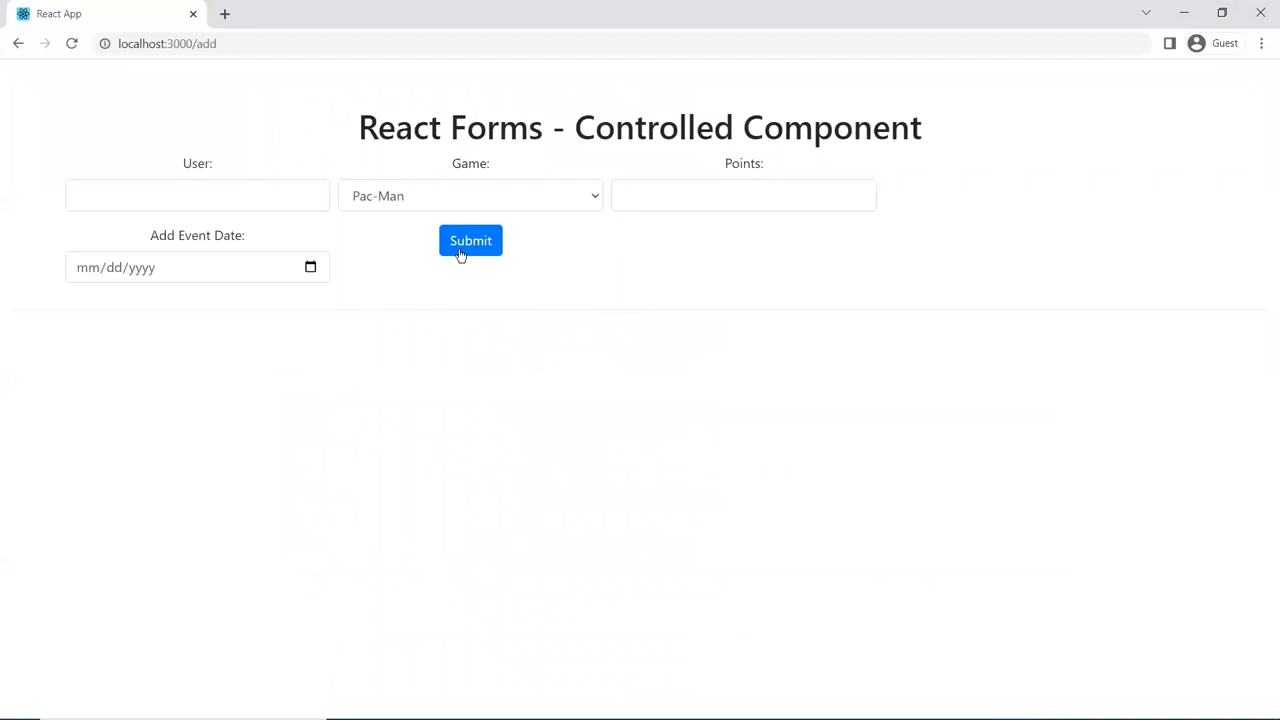 React App
localhost:3000/add
Guest
React Forms - Controlled Component
User:
Game:
Points:
Pac-Man
Add Event Date:
Submit
mm/dd/yyyy